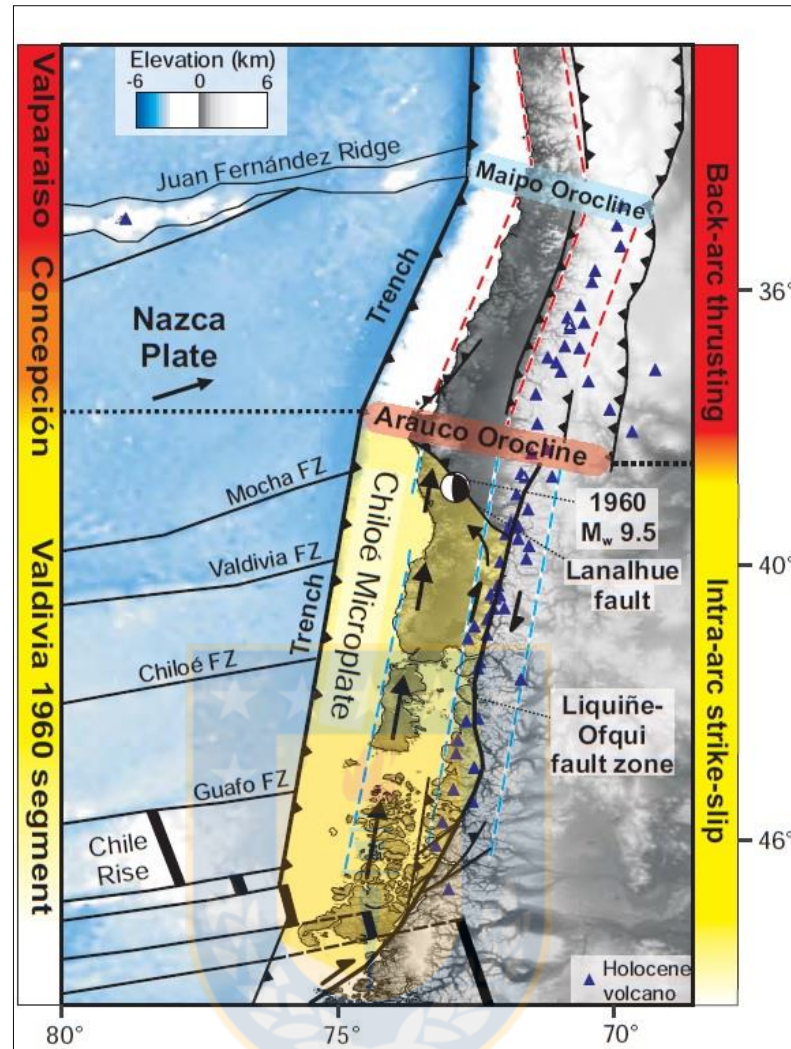 Elevation (km)
-6 0 6
Valparaiso
Concepción
Valdivia 1960 segment
Juan Fernández Ridge
Maipo Orocline
Back-arc thrusting
Intra-arc strike-slip
Trench
36°
Nazca
Plate
Arauco Orocline
Mocha FZ
Chiloé Microplate
1960
Mw 9.5
40°
Valdivia FZ
Lanalhue
fault
Trench
Chiloé FZ
Liquiñe-
Ofqui
fault zone
Guafo FZ
Chile
Rise
46°
Holocene
volcano
80° 75° 70°